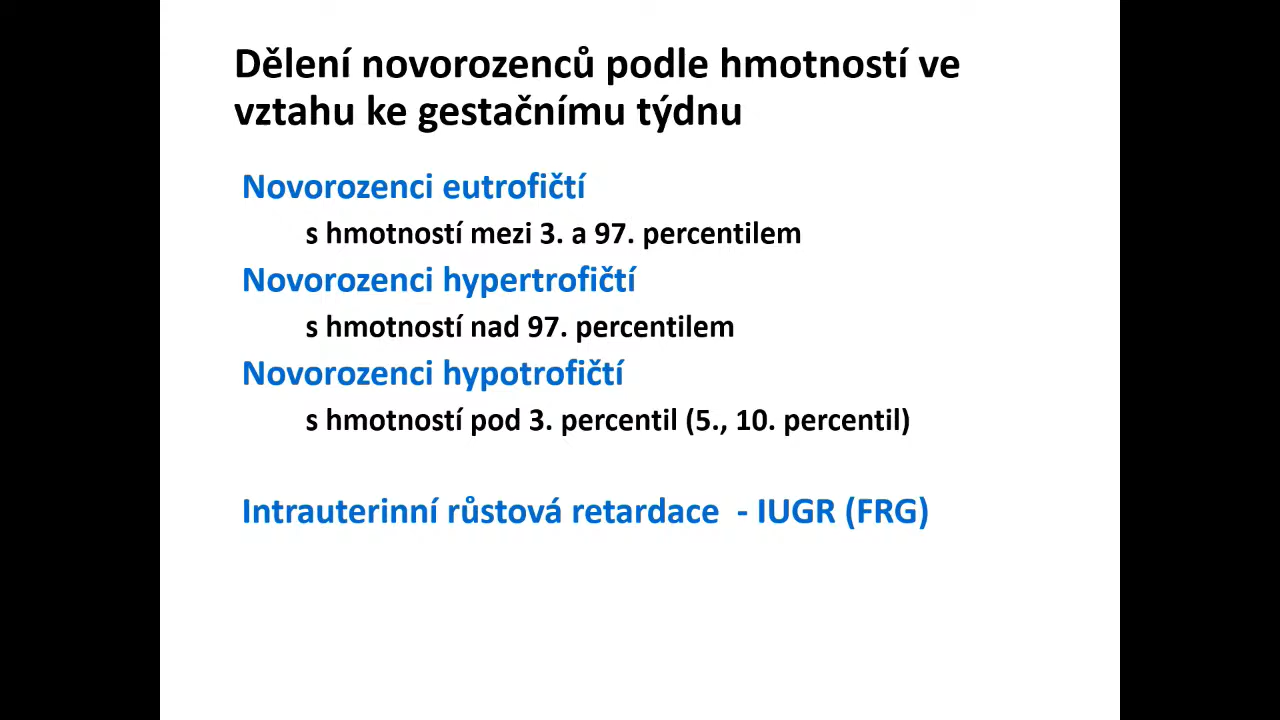 Dělení novorozenců podle hmotností ve
vztahu ke gestačnímu týdnu
Novorozenci eutrofičtí
s hmotností mezi 3. a 97. percentilem
Novorozenci hypertrofičtí
s hmotností nad 97. percentilem
Novorozenci hypotrofičtí
s hmotností pod 3. percentil (5., 10. percentil)
Intrauterinní růstová retardace - IUGR (FRG)